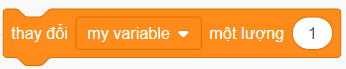 thay đổi my variable một lượng 1